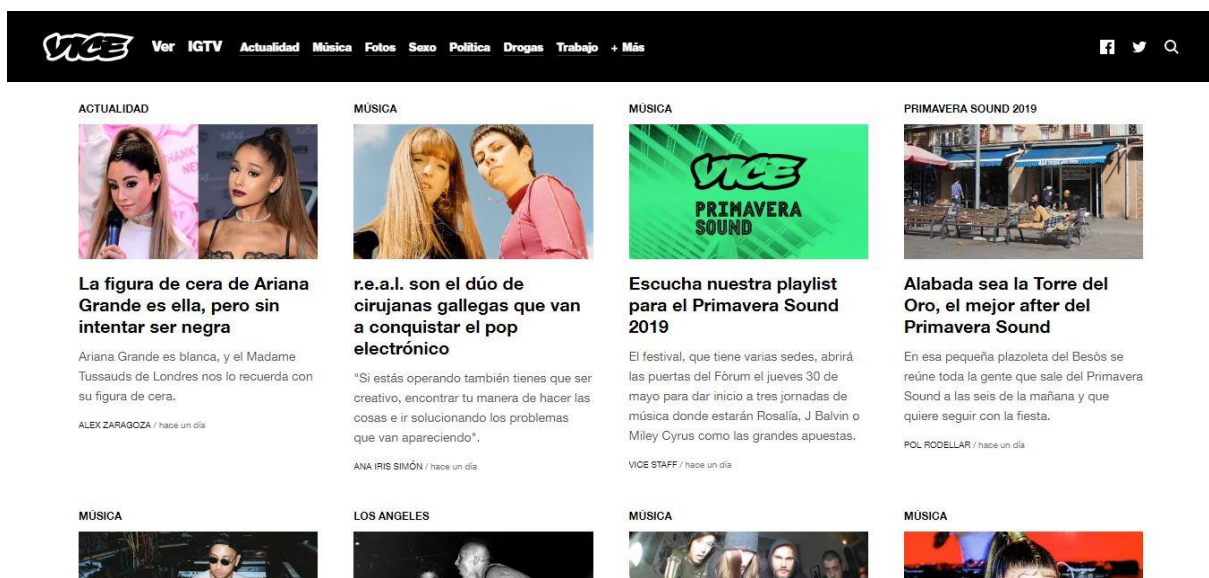 VICE Ver IGTV Actualidad Música Fotos Sexo Política Drogas Trabajo + Más
ACTUALIDAD
La figura de cera de Ariana
Grande es ella, pero sin
intentar ser negra
Ariana Grande es blanca, y el Madame
Tussauds de Londres nos lo recuerda con
su figura de cera.
ALEX ZARAGOZA / hace un día
MÚSICA
r.e.a.l. son el dúo de
cirujanas gallegas que van
a conquistar el pop
electrónico
"Si estás operando también tienes que ser
creativo, encontrar tu manera de hacer las
cosas e ir solucionando los problemas
que van apareciendo".
ANA IRIS SIMÓN / hace un día
MÚSICA
VICE
PRIMAVERA
SOUND
Escucha nuestra playlist
para el Primavera Sound
2019
El festival, que tiene varias sedes, abrirá
las puertas del Fòrum el jueves 30 de
mayo para dar inicio a tres jornadas de
música donde estarán Rosalía, J Balvin o
Miley Cyrus como las grandes apuestas.
VICE STAFF / hace un día
PRIMAVERA SOUND 2019
Alabada sea la Torre del
Oro, el mejor after del
Primavera Sound
En esa pequeña plazoleta del Besòs se
reúne toda la gente que sale del Primavera
Sound a las seis de la mañana y que
quiere seguir con la fiesta.
POL RODELLAR / hace un día
MÚSICA
LOS ANGELES
MÚSICA
MÚSICA